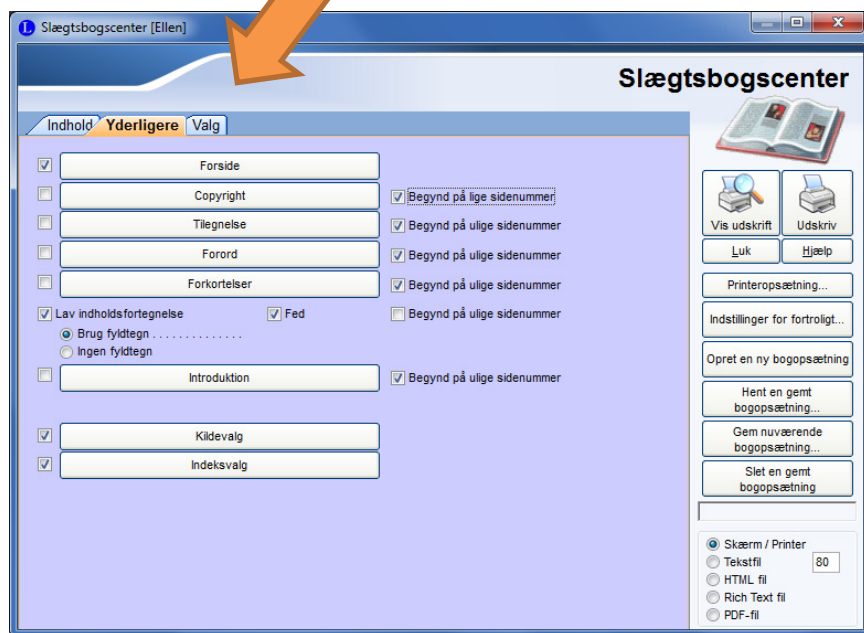 L Slægtsbogscenter [Ellen]
Slægtsbogscenter
Indhold Yderligere Valg
Forside
Copyright Begynd på lige sidenummer
Tilegnelse Begynd på ulige sidenummer
Forord Begynd på ulige sidenummer
Forkortelser Begynd på ulige sidenummer
Lav indholdsfortegnelse Fed Begynd på ulige sidenummer
Brug fyldtegn . . . . . . . . . . . . . .
Ingen fyldtegn
Introduktion Begynd på ulige sidenummer
Kildevalg
Indeksvalg
Vis udskrift Udskriv
Luk Hjælp
Printeropsætning...
Indstillinger for fortroligt...
Opret en ny bogopsætning
Hent en gemt
bogopsætning...
Gem nuværende
bogopsætning...
Slet en gemt
bogopsætning
Skærm / Printer
Tekstfil 80
HTML fil
Rich Text fil
PDF-fil